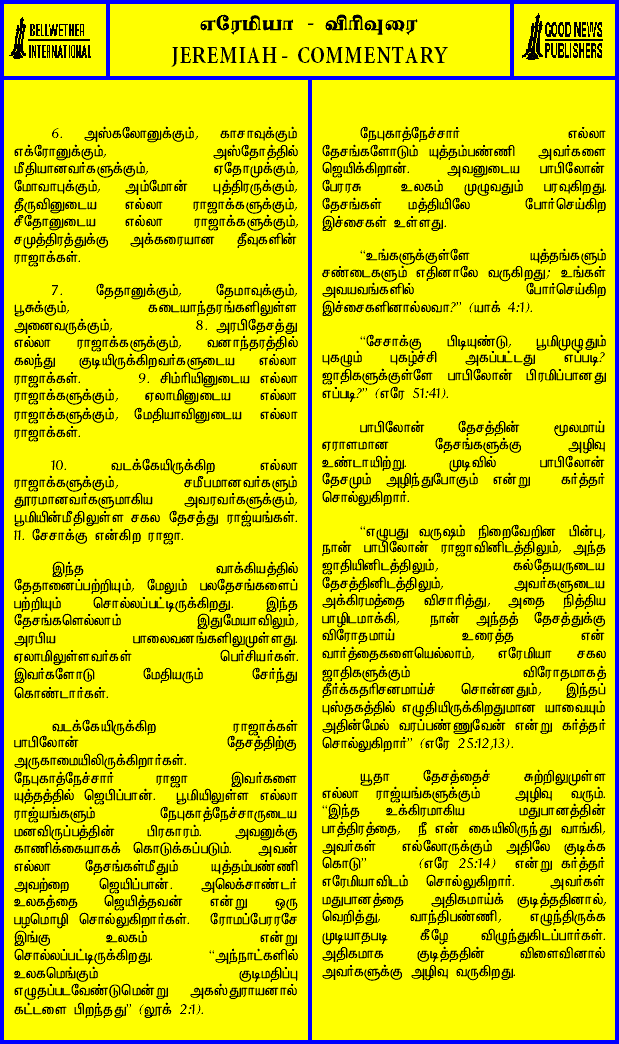 BELLWETHER
INTERNATIONAL
எரேமியா - விரிவுரை
JEREMIAH - COMMENTARY
GOOD NEWS
PUBLISHERS
6. அஸ்கலோனுக்கும், காசாவுக்கும்
எக்ரோனுக்கும், அஸ்தோத்தில்
மீதியானவர்களுக்கும், ஏதோமுக்கும்,
மோவாபுக்கும், அம்மோன் புத்திரருக்கும்,
தீருவினுடைய எல்லா ராஜாக்களுக்கும்,
சீதோனுடைய எல்லா ராஜாக்களுக்கும்,
சமுத்திரத்துக்கு அக்கரையான தீவுகளின்
ராஜாக்கள்.
7. தேதானுக்கும், தேமாவுக்கும்,
பூசுக்கும், கடையாந்தரங்களிலுள்ள
அனைவருக்கும், 8. அரபிதேசத்து
எல்லா ராஜாக்களுக்கும், வனாந்தரத்தில்
கலந்து குடியிருக்கிறவர்களுடைய எல்லா
ராஜாக்கள். 9. சிம்ரியினுடைய எல்லா
ராஜாக்களுக்கும், ஏலாமினுடைய எல்லா
ராஜாக்களுக்கும், மேதியாவினுடைய எல்லா
ராஜாக்கள்.
10. வடக்கேயிருக்கிற எல்லா
ராஜாக்களுக்கும், சமீபமானவர்களும்
தூரமானவர்களுமாகிய அவரவர்களுக்கும்,
பூமியின்மீதிலுள்ள சகல தேசத்து ராஜ்யங்கள்.
11. சேசாக்கு என்கிற ராஜா.
இந்த வாக்கியத்தில்
தேதானைப்பற்றியும், மேலும் பலதேசங்களைப்
பற்றியும் சொல்லப்பட்டிருக்கிறது. இந்த
தேசங்களெல்லாம் இதுமேயாவிலும்,
அரபிய பாலைவனங்களிலுமுள்ளது.
ஏலாமிலுள்ளவர்கள் பெர்சியர்கள்.
இவர்களோடு மேதியரும் சேர்ந்து
கொண்டார்கள்.
வடக்கேயிருக்கிற ராஜாக்கள்
பாபிலோன் தேசத்திற்கு
அருகாமையிலிருக்கிறார்கள்.
நேபுகாத்நேச்சார் ராஜா இவர்களை
யுத்தத்தில் ஜெபிப்பான். பூமியிலுள்ள எல்லா
ராஜ்யங்களும் நேபுகாத்நேச்சாருடைய
மனவிருப்பத்தின் பிரகாரம். அவனுக்கு
காணிக்கையாகக் கொடுக்கப்படும். அவன்
எல்லா தேசங்கள்மீதும் யுத்தம்பண்ணி
அவற்றை ஜெயிப்பான். அலெக்சாண்டர்
உலகத்தை ஜெயித்தவன் என்று ஒரு
பழமொழி சொல்லுகிறார்கள். ரோமப்பேரரசே
இங்கு உலகம் என்று
சொல்லப்பட்டிருக்கிறது. "அந்நாட்களில்
உலகமெங்கும் குடிமதிப்பு
எழுதப்படவேண்டுமென்று அகஸ்துராயனால்
கட்டளை பிறந்தது" (லூக் 2:1).
நேபுகாத்நேச்சார் எல்லா
தேசங்களோடும் யுத்தம்பண்ணி அவர்களை
ஜெயிக்கிறான். அவனுடைய பாபிலோன்
பேரரசு உலகம் முழுவதும் பரவுகிறது.
தேசங்கள் மத்தியிலே போர்செய்கிற
இச்சைகள் உள்ளது.
"உங்களுக்குள்ளே யுத்தங்களும்
சண்டைகளும் எதினாலே வருகிறது; உங்கள்
அவயவங்களில் போர்செய்கிற
இச்சைகளினாலல்லவா?" (யாக் 4:1).
"சேசாக்கு பிடியுண்டு, பூமிமுழுதும்
புகழும் புகழ்ச்சி அகப்பட்டது எப்படி?
ஜாதிகளுக்குள்ளே பாபிலோன் பிரமிப்பானது
எப்படி?" (எரே 51:41).
பாபிலோன் தேசத்தின் மூலமாய்
ஏராளமான தேசங்களுக்கு அழிவு
உண்டாயிற்று. முடிவில் பாபிலோன்
தேசமும் அழிந்துபோகும் என்று கர்த்தர்
சொல்லுகிறார்.
"எழுபது வருஷம் நிறைவேறின பின்பு,
நான் பாபிலோன் ராஜாவினிடத்திலும், அந்த
ஜாதியினிடத்திலும், கல்தேயருடைய
தேசத்தினிடத்திலும், அவர்களுடைய
அக்கிரமத்தை விசாரித்து, அதை நித்திய
பாழிடமாக்கி, நான் அந்தத் தேசத்துக்கு
விரோதமாய் உரைத்த என்
வார்த்தைகளையெல்லாம், எரேமியா சகல
ஜாதிகளுக்கும் விரோதமாகத்
தீர்க்கதரிசனமாய்ச் சொன்னதும், இந்தப்
புஸ்தகத்தில் எழுதியிருக்கிறதுமான யாவையும்
அதின்மேல் வரப்பண்ணுவேன் என்று கர்த்தர்
சொல்லுகிறார்" (எரே 25:12,13).
யூதா தேசத்தைச் சுற்றிலுமுள்ள
எல்லா ராஜ்யங்களுக்கும் அழிவு வரும்.
"இந்த உக்கிரமாகிய மதுபானத்தின்
பாத்திரத்தை, நீ என் கையிலிருந்து வாங்கி,
அவர்கள் எல்லோருக்கும் அதிலே குடிக்க
கொடு" (எரே 25:14) என்று கர்த்தர்
எரேமியாவிடம் சொல்லுகிறார். அவர்கள்
மதுபானத்தை அதிகமாய்க் குடித்ததினால்,
வெறித்து, வாந்திபண்ணி, எழுந்திருக்க
முடியாதபடி கீழே விழுந்துகிடப்பார்கள்.
அதிகமாக குடித்ததின் விளைவினால்
அவர்களுக்கு அழிவு வருகிறது.